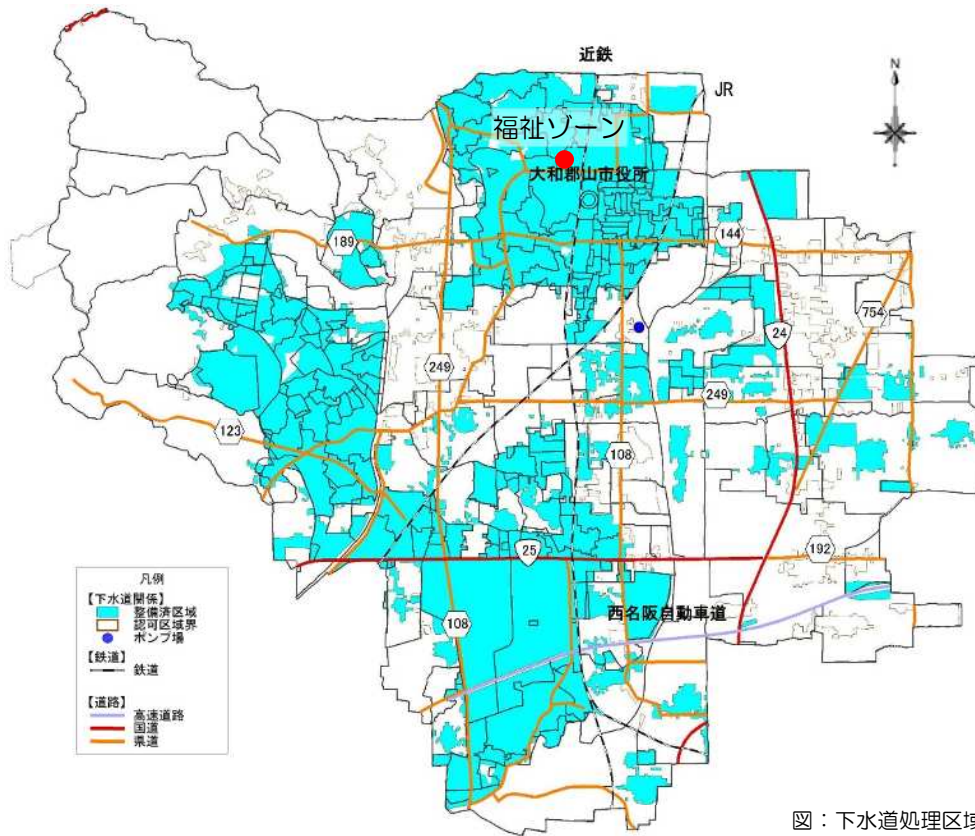 近鉄
JR
N
福祉ゾーン
大和郡山市役所
189
144
24
754
249
249
123
108
25
192
108
西名阪自動車道
凡例
【下水道関係】
整備済区域
認可区域界
ポンプ場
【鉄道】
鉄道
【道路】
高速道路
国道
県道
図：下水道処理区域